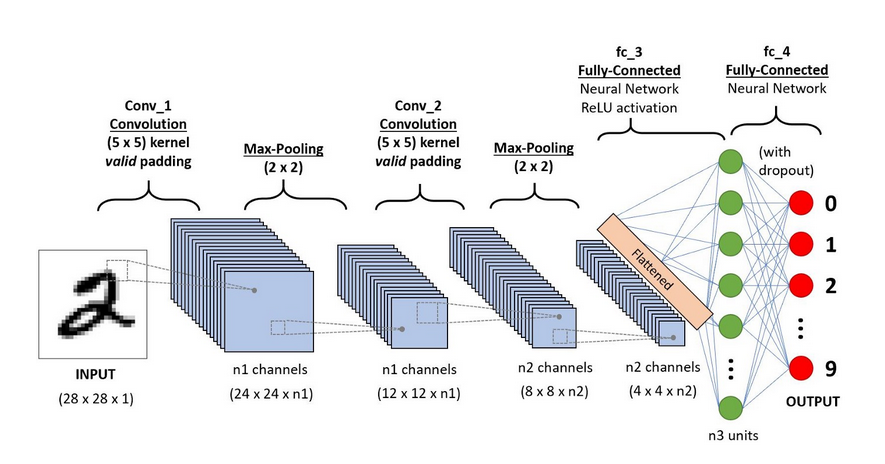 Conv_1
Convolution
(5 x 5) kernel
valid padding
Max-Pooling
(2 x 2)
Conv_2
Convolution
(5 x 5) kernel
valid padding
Max-Pooling
(2 x 2)
fc_3
Fully-Connected
Neural Network
ReLU activation
fc_4
Fully-Connected
Neural Network
(with
dropout)
Flattened
0
1
2
9
OUTPUT
2
INPUT
(28 x 28 x 1)
n1 channels
(24 x 24 x n1)
n1 channels
(12 x 12 x n1)
n2 channels
(8 x 8 x n2)
n2 channels
(4 x 4 x n2)
n3 units